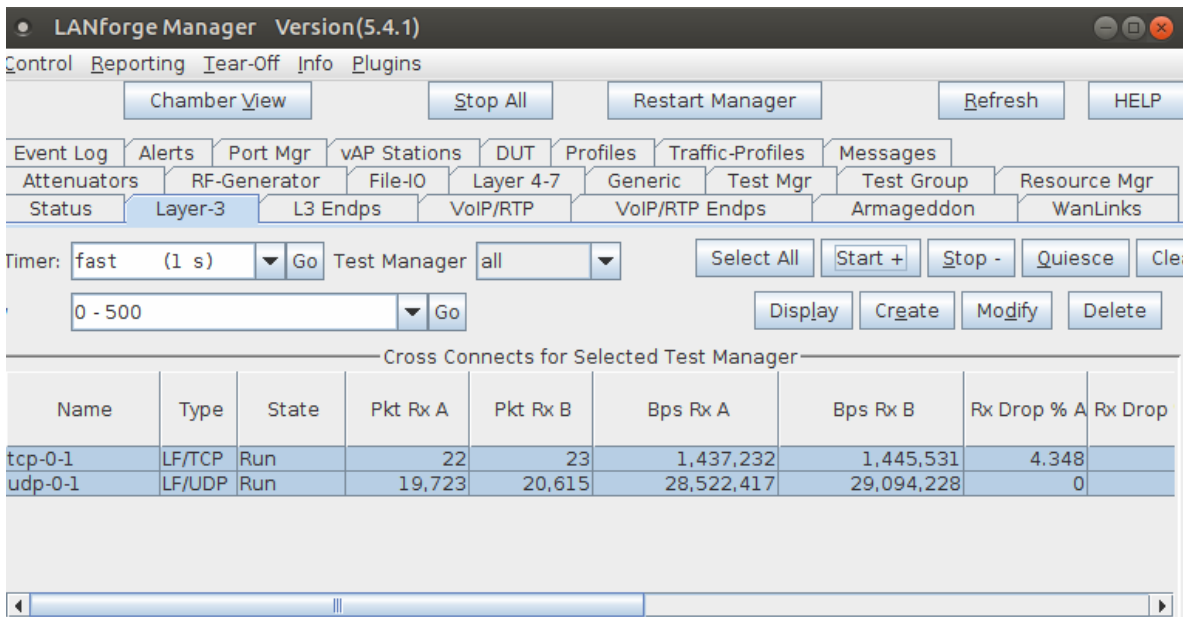 LANforge Manager Version(5.4.1)
Control Reporting Tear-Off Info Plugins
Chamber View Stop All Restart Manager Refresh HELP
Event Log Alerts Port Mgr vAP Stations DUT Profiles Traffic-Profiles Messages
Attenuators RF-Generator File-IO Layer 4-7 Generic Test Mgr Test Group Resource Mgr
Status Layer-3 L3 Endps VoIP/RTP VoIP/RTP Endps Armageddon WanLinks
Timer: fast (1 s) Go Test Manager all Select All Start + Stop - Quiesce Clea
0 - 500 Go Display Create Modify Delete
Cross Connects for Selected Test Manager
Name Type State Pkt Rx A Pkt Rx B Bps Rx A Bps Rx B Rx Drop % A Rx Drop
tcp-0-1 LF/TCP Run 22 23 1,437,232 1,445,531 4.348
udp-0-1 LF/UDP Run 19,723 20,615 28,522,417 29,094,228 0